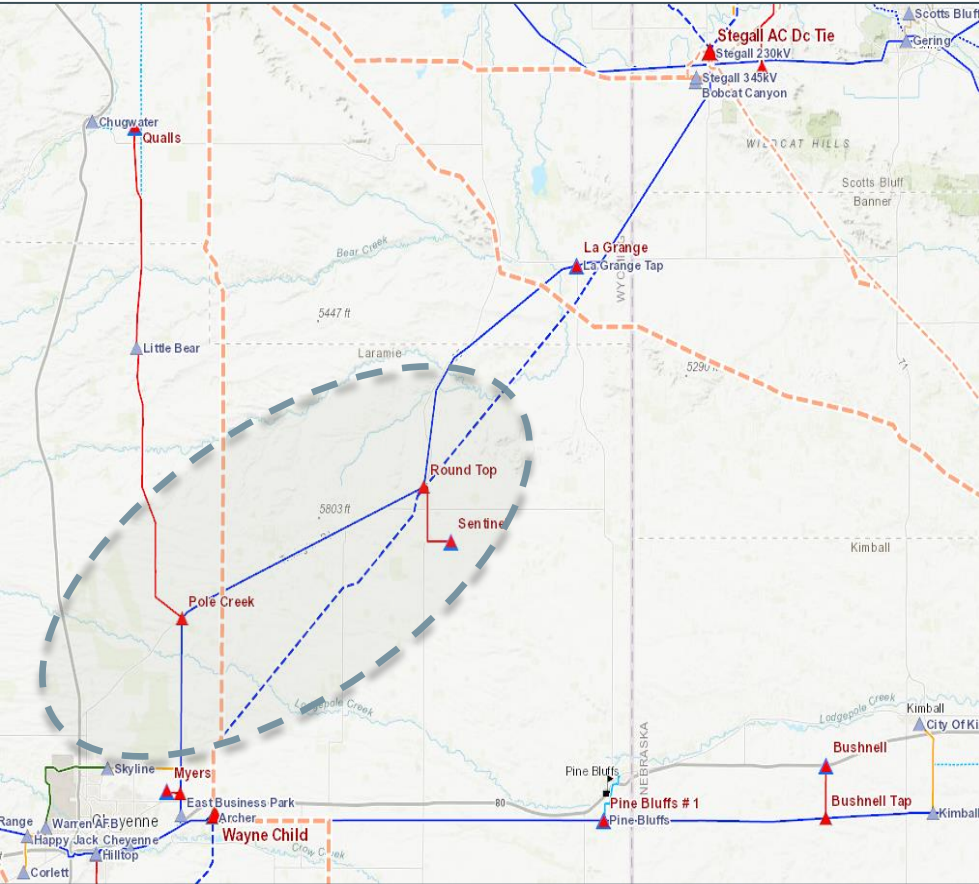 Scotts Bluff
Stegall AC Dc Tie
Gering
Stegall 230kV
Stegall 345kV
Bobcat Canyon
Chugwater
Qualls
WILDCAT HILLS
Scotts Bluff
Banner
Bear Creek
La Grange
La Grange Tap
5447 ft
Little Bear
Laramie
5290 ft
71
Round Top
5803 ft
Sentine
Kimball
Pole Creek
Lodgepole Creek
Lodgepole Creek
Kimball
City Of Ki
NEBRASKA
Bushnell
Skyline
Myers
Pine Bluffs
East Business Park
80
Pine Bluffs # 1
Bushnell Tap
Range
Warren AFB
Archer
Pine Bluffs
Kimball
Happy Jack
Cheyenne
Wayne Child
Hilltop
Crow Creek
Corlett